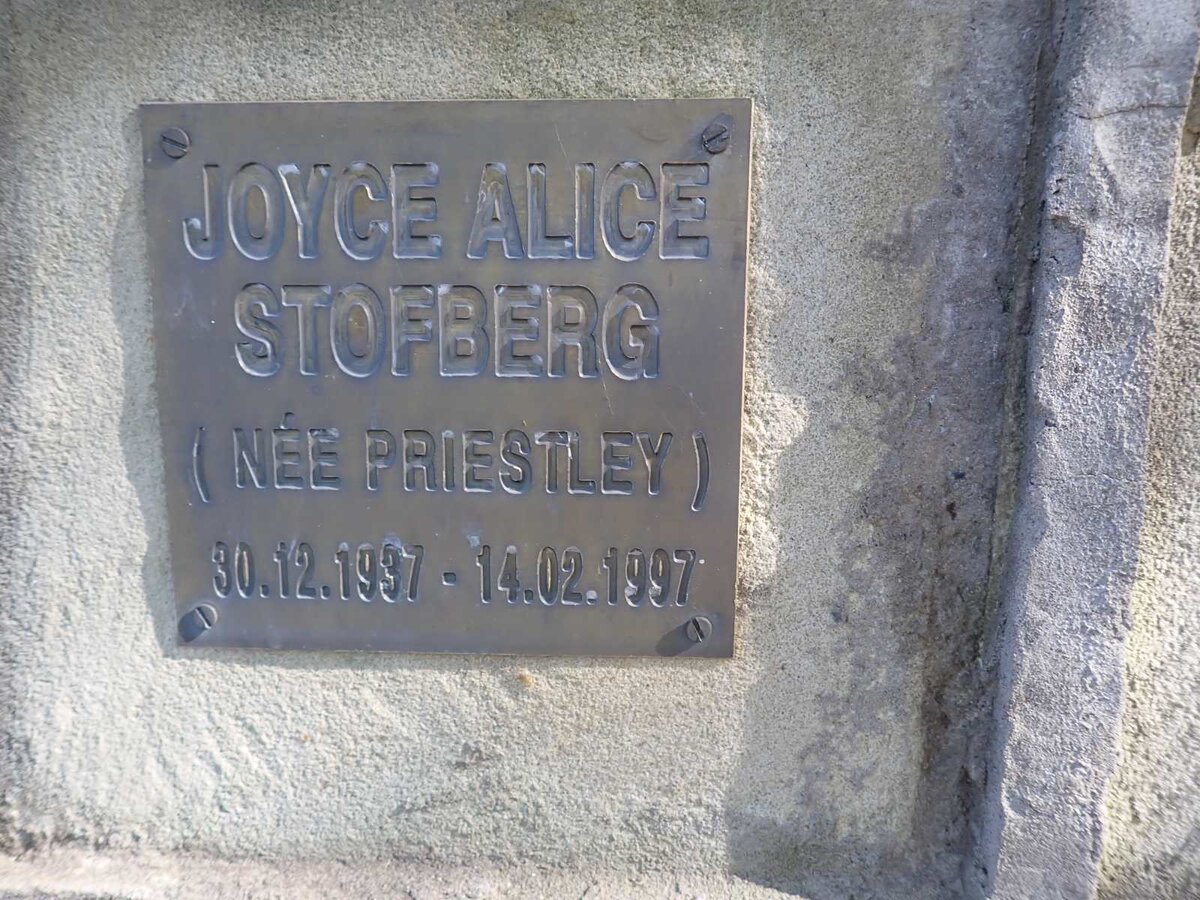 JOYCE ALICE
STOFBERG
( NÉE PRIESTLEY )
30.12.1937 - 14.02.1997